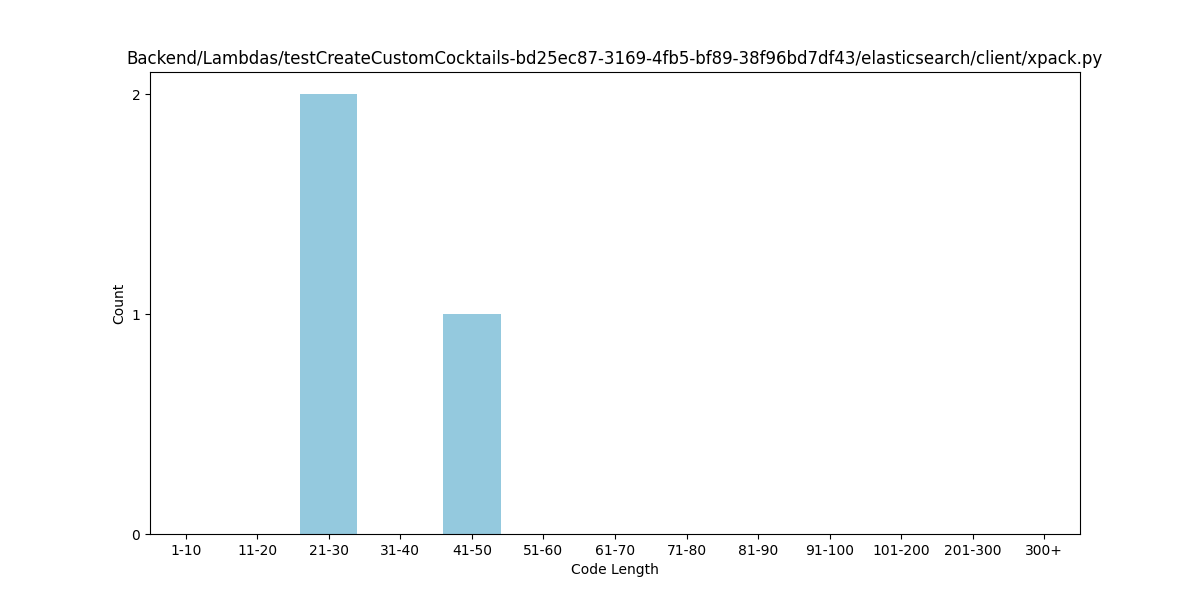 Backend/Lambdas/testCreateCustomCocktails-bd25ec87-3169-4fb5-bf89-38f96bd7df43/elasticsearch/client/xpack.py
2
1
0
Count
1-10 11-20 21-30 31-40 41-50 51-60 61-70 71-80 81-90 91-100 101-200 201-300 300+
Code Length